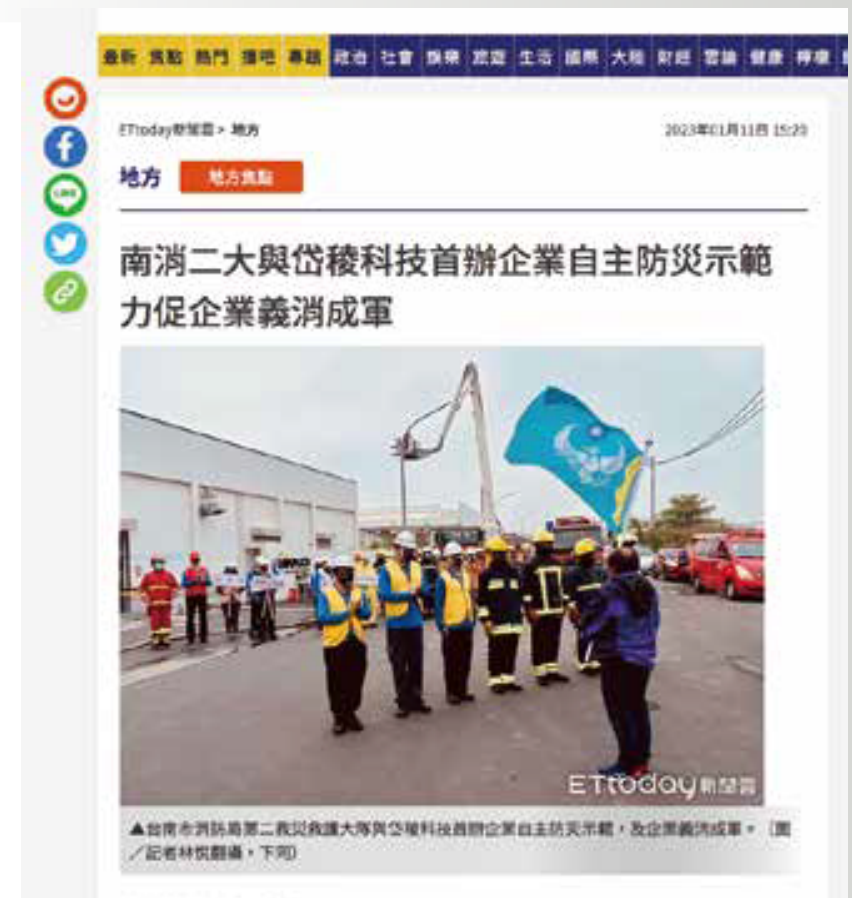 最新 焦點 熱門 播吧 專題 政治 社會 娛樂 旅遊 生活 國際 大陸 財經 雲論 健康
ETtoday新聞雲 > 地方
2023年01月11日 15:20
地方 地方焦點
LINE
南消二大與岱稜科技首辦企業自主防災示範
力促企業義消成軍
ETtoday新聞雲
▲台南市消防局第二救災救護大隊與岱稜科技首辦企業自主防災示範，及企業義消成軍。（圖
／記者林悅翻攝，下同）